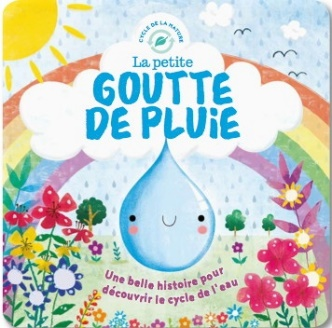 CYCLE DE LA NATURE
La petite
GOUTTE
DE PLUIE
Une belle histoire pour
découvrir le cycle de l'eau